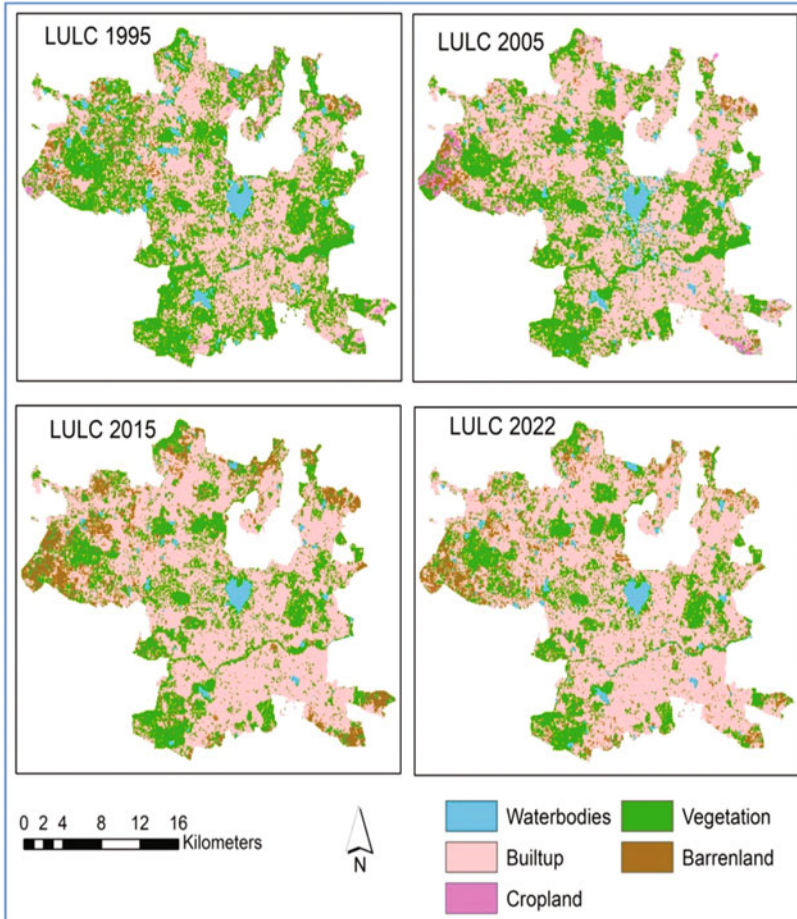 LULC 1995
LULC 2005
LULC 2015
LULC 2022
0 2 4 8 12 16
Kilometers
N
Waterbodies
Vegetation
Builtup
Barrenland
Cropland